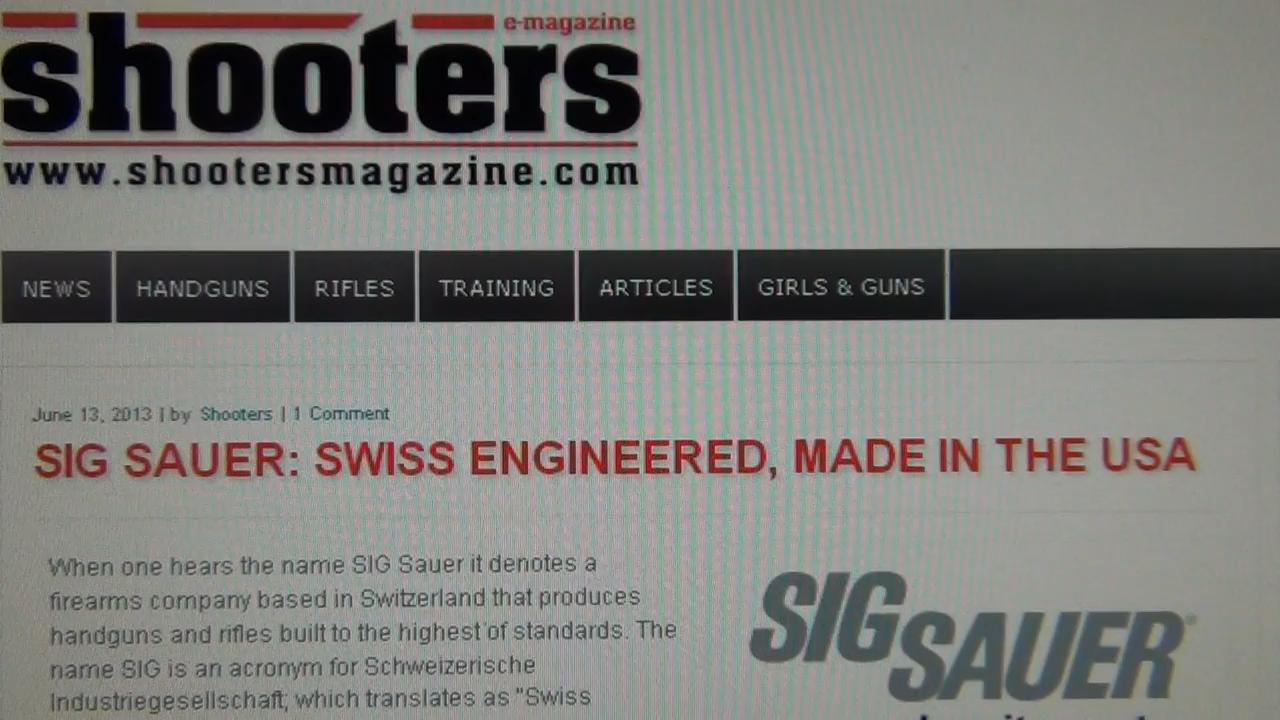 e-magazine
shooters
www.shootersmagazine.com
NEWS HANDGUNS RIFLES TRAINING ARTICLES GIRLS & GUNS
June 13, 2013 | by Shooters | 1 Comment
SIG SAUER: SWISS ENGINEERED, MADE IN THE USA
When one hears the name SIG Sauer it denotes a
firearms company based in Switzerland that produces
handguns and rifles built to the highest of standards. The
name SIG is an acronym for Schweizerische
Industriegesellschaft; which translates as "Swiss
SIG SAUER®